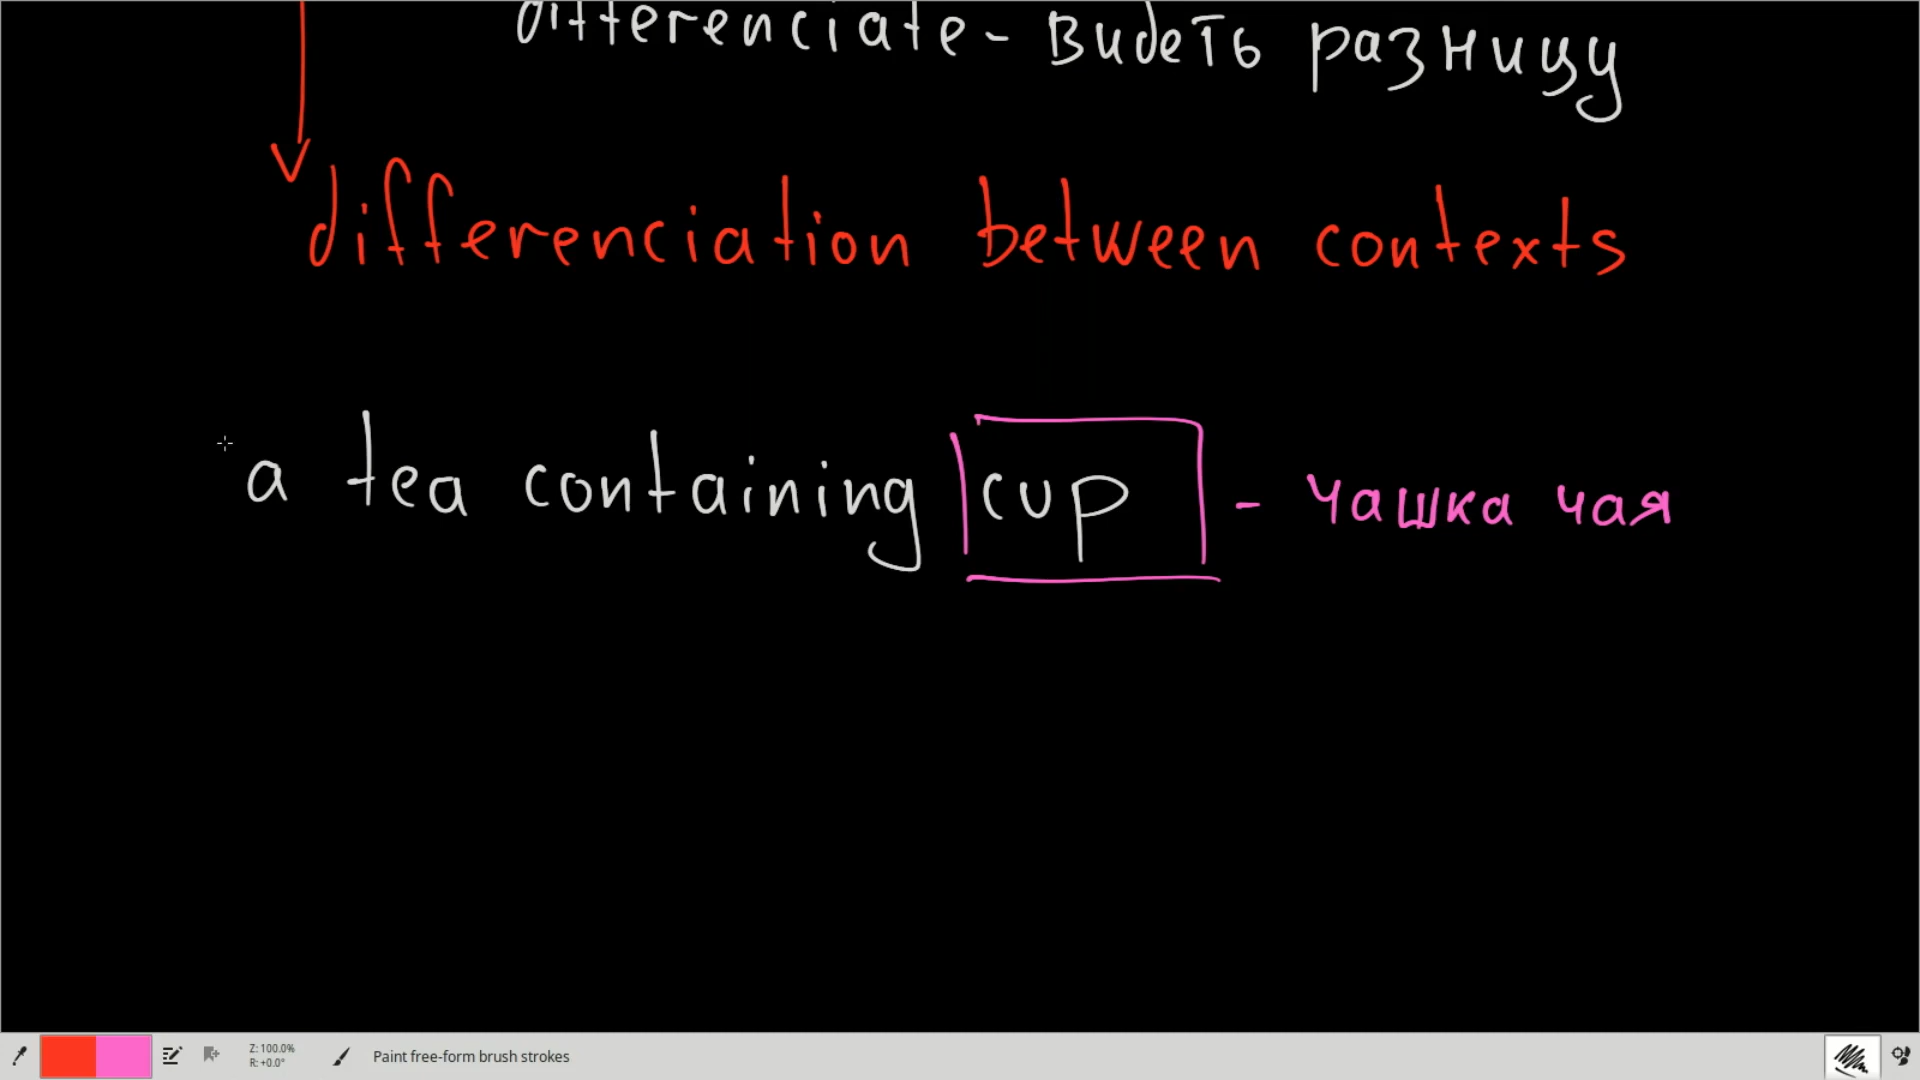 differenciate - видеть разницу
differenciation between contexts
a tea containing cup - чашка чая
Z: 100.0%
R: +0.0°
Paint free-form brush strokes